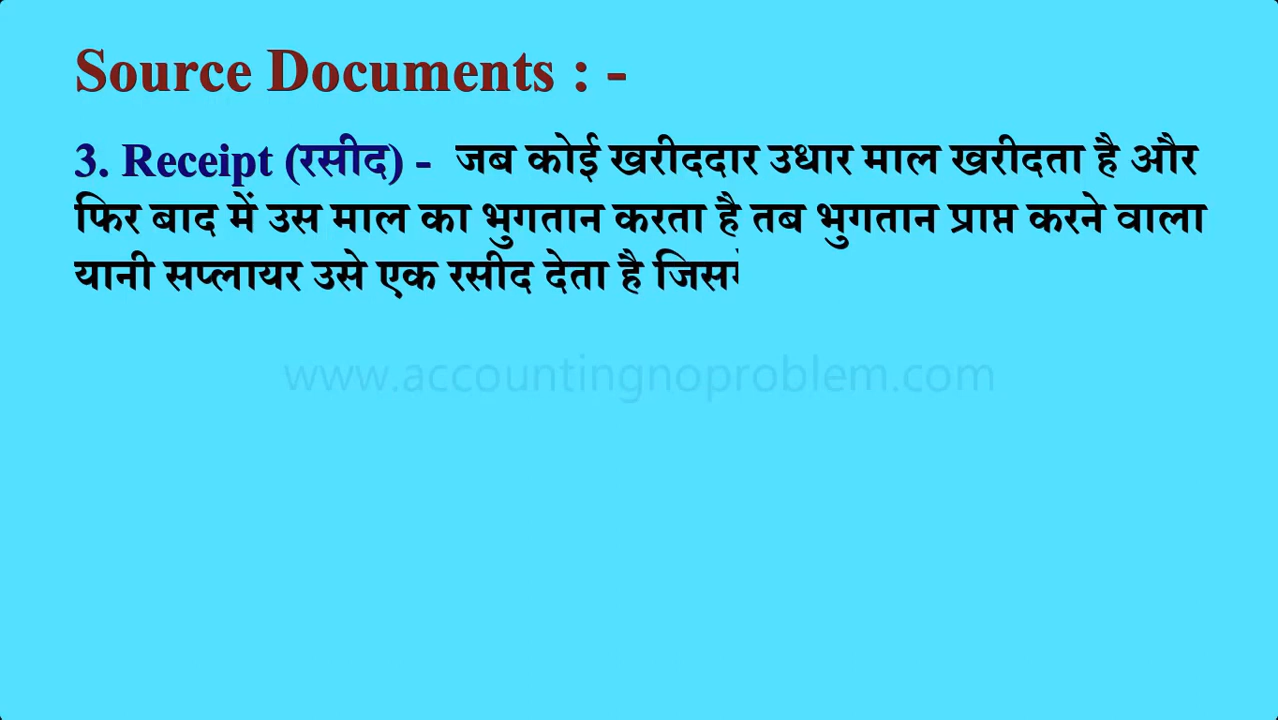 Source Documents : -
3. Receipt (रसीद) - जब कोई खरीददार उधार माल खरीदता है और
फिर बाद में उस माल का भुगतान करता है तब भुगतान प्राप्त करने वाला
यानी सप्लायर उसे एक रसीद देता है
www.accountingnoproblem.com